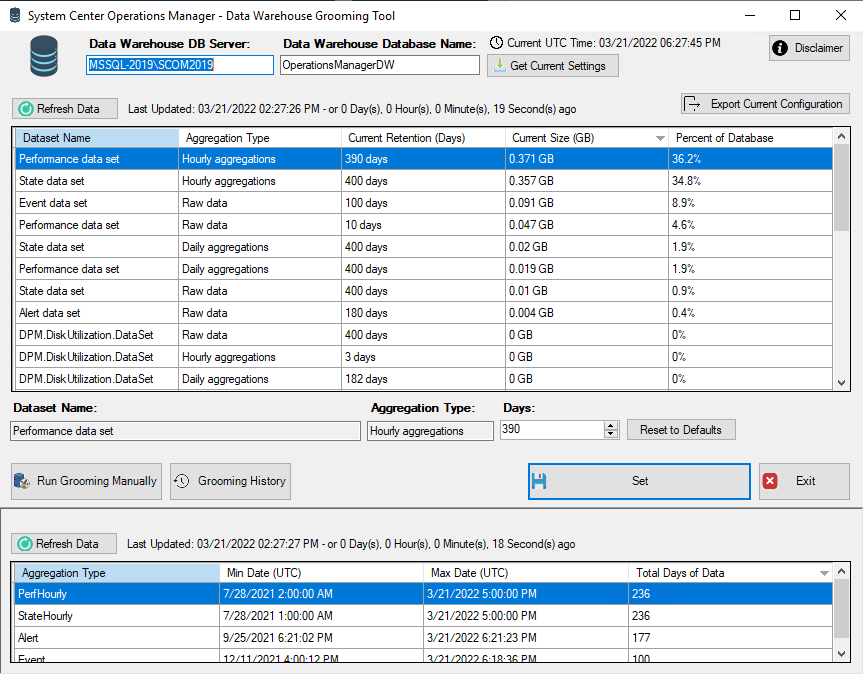 System Center Operations Manager - Data Warehouse Grooming Tool
Data Warehouse DB Server: Data Warehouse Database Name: Current UTC Time: 03/21/2022 06:27:45 PM Disclaimer
MSSQL-2019\SCOM2019 OperationsManagerDW Get Current Settings
Refresh Data Last Updated: 03/21/2022 02:27:26 PM - or 0 Day(s), 0 Hour(s), 0 Minute(s), 19 Second(s) ago Export Current Configuration
Dataset Name Aggregation Type Current Retention (Days) Current Size (GB) Percent of Database
Performance data set Hourly aggregations 390 days 0.371 GB 36.2%
State data set Hourly aggregations 400 days 0.357 GB 34.8%
Event data set Raw data 100 days 0.091 GB 8.9%
Performance data set Raw data 10 days 0.047 GB 4.6%
State data set Daily aggregations 400 days 0.02 GB 1.9%
Performance data set Daily aggregations 400 days 0.019 GB 1.9%
State data set Raw data 400 days 0.01 GB 0.9%
Alert data set Raw data 180 days 0.004 GB 0.4%
DPM.DiskUtilization.DataSet Raw data 400 days 0 GB 0%
DPM.DiskUtilization.DataSet Hourly aggregations 3 days 0 GB 0%
DPM.DiskUtilization.DataSet Daily aggregations 182 days 0 GB 0%
Dataset Name: Aggregation Type: Days:
Performance data set Hourly aggregations 390 Reset to Defaults
Run Grooming Manually Grooming History Set Exit
Refresh Data Last Updated: 03/21/2022 02:27:27 PM - or 0 Day(s), 0 Hour(s), 0 Minute(s), 18 Second(s) ago
Aggregation Type Min Date (UTC) Max Date (UTC) Total Days of Data
PerfHourly 7/28/2021 2:00:00 AM 3/21/2022 5:00:00 PM 236
StateHourly 7/28/2021 1:00:00 AM 3/21/2022 5:00:00 PM 236
Alert 9/25/2021 6:21:02 PM 3/21/2022 6:21:23 PM 177
Event 12/11/2021 4:00:12 PM 3/21/2022 6:18:36 PM 100